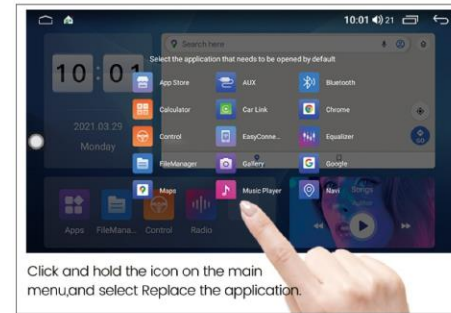 10:01 21
Search here
Select the application that needs to be opened by default
10:01
App Store AUX Bluetooth
Calculator Car Link Chrome
2021.03.29
Monday
Control EasyConne... Equalizer
FileManager Gallery Google
Maps Music Player Navi
Songs
Author
Apps FileMana... Control Radio
Click and hold the icon on the main
menu,and select Replace the application.